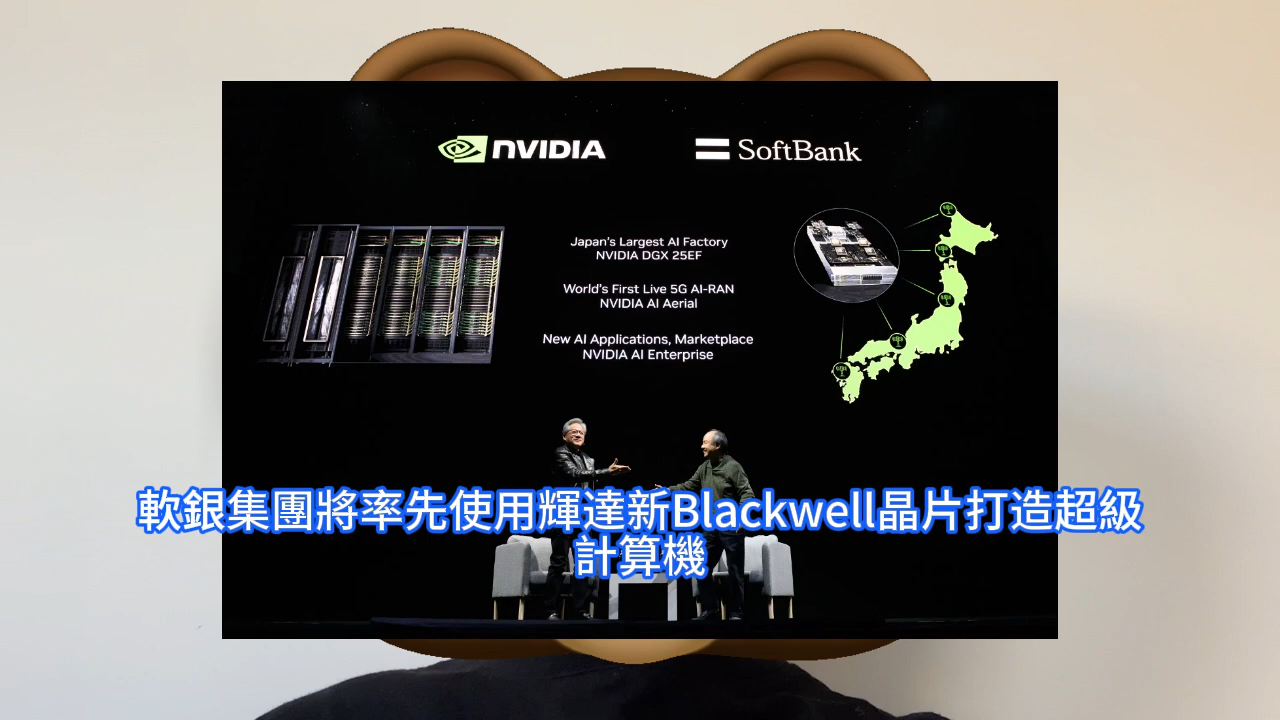 NVIDIA
SoftBank
Japan's Largest AI Factory
NVIDIA DGX 25EF
World's First Live 5G AI-RAN
NVIDIA AI Aerial
New AI Applications, Marketplace
NVIDIA AI Enterprise
軟銀集團將率先使用輝達新Blackwell晶片打造超級
計算機